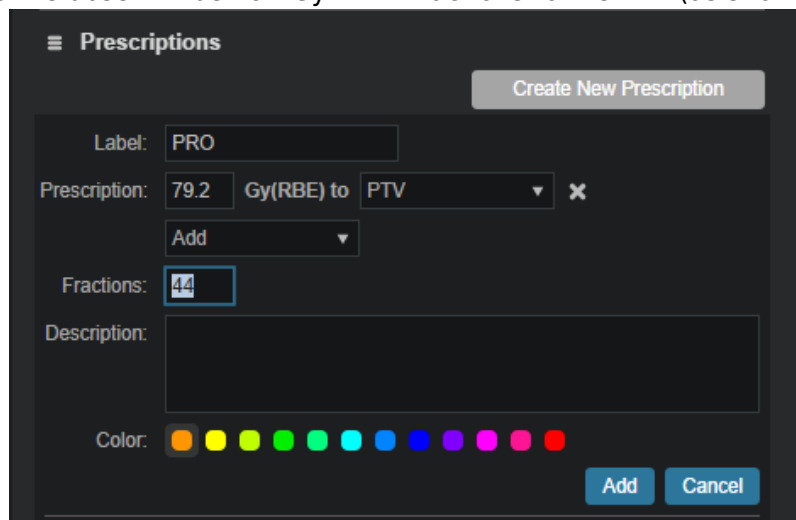 Prescriptions
Create New Prescription
Label: PRO
Prescription: 79.2 Gy(RBE) to PTV
Add
Fractions: 44
Description:
Color:
Add Cancel